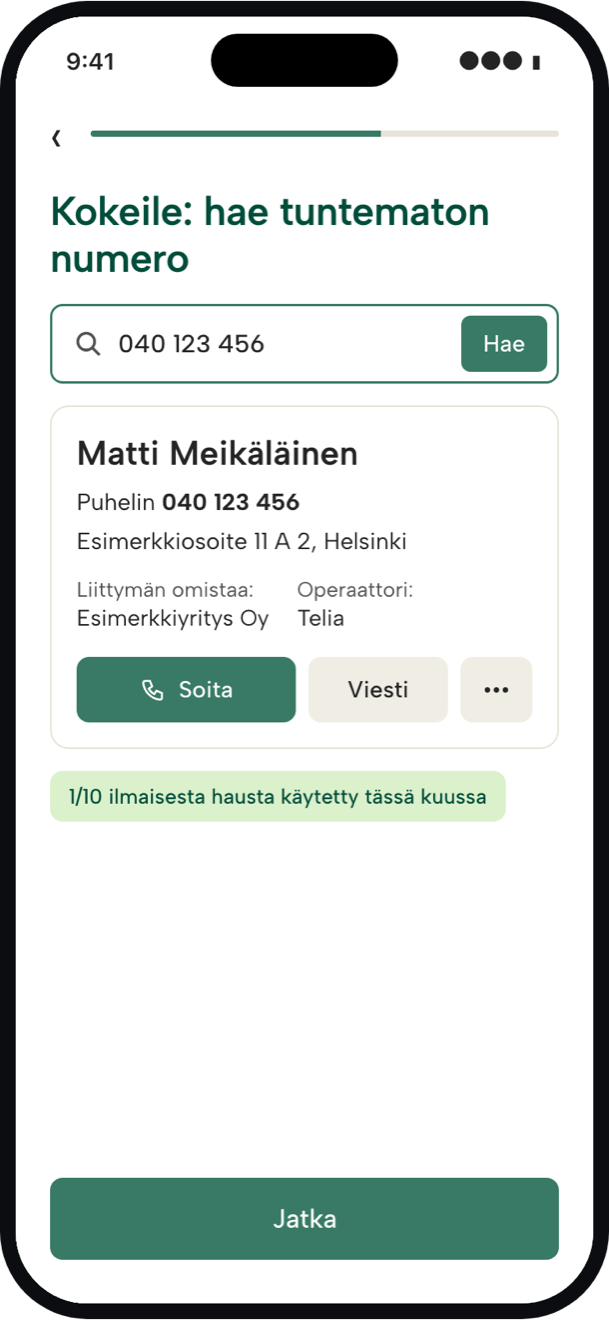 9:41
Kokeile: hae tuntematon
numero
040 123 456
Hae
Matti Meikäläinen
Puhelin 040 123 456
Esimerkkiosoite 11 A 2, Helsinki
Liittymän omistaa: Operaattori:
Esimerkkiyritys Oy Telia
Soita
Viesti
1/10 ilmaisesta hausta käytetty tässä kuussa
Jatka